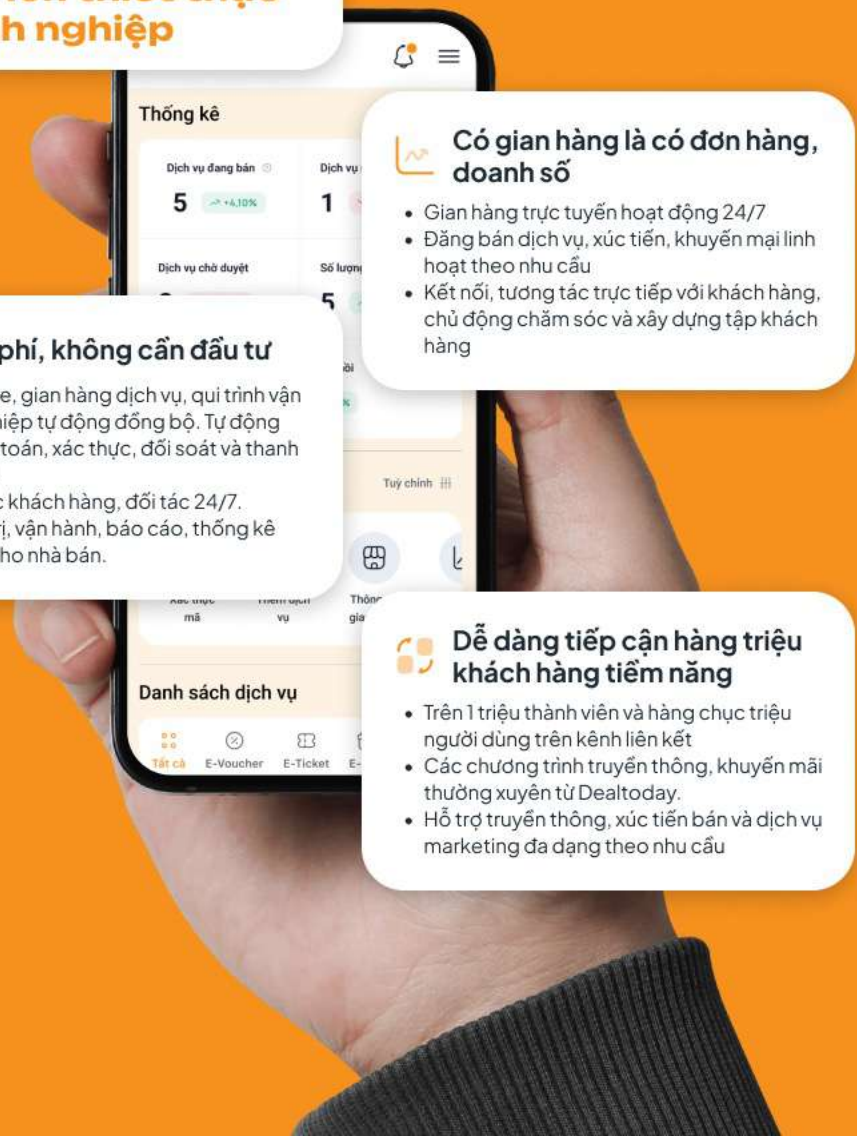 h nghiệp
Thống kê
Dịch vụ đang bán
5 +4,10%
Dịch vụ
1
Dịch vụ chờ duyệt
Số lượng
5
Có gian hàng là có đơn hàng,
doanh số
• Gian hàng trực tuyến hoạt động 24/7
• Đăng bán dịch vụ, xúc tiến, khuyến mại linh
hoạt theo nhu cầu
• Kết nối, tương tác trực tiếp với khách hàng,
chủ động chăm sóc và xây dựng tập khách
hàng
phí, không cần đầu tư
e, gian hàng dịch vụ, qui trình vận
iệp tự động đồng bộ. Tự động
toán, xác thực, đối soát và thanh
c khách hàng, đối tác 24/7.
ị, vận hành, báo cáo, thống kê
ho nhà bán.
Tuỳ chỉnh
Xác thực
mã
Thêm dịch
vụ
Danh sách dịch vụ
Tất cả E-Voucher E-Ticket E-
Dễ dàng tiếp cận hàng triệu
khách hàng tiềm năng
• Trên 1 triệu thành viên và hàng chục triệu
người dùng trên kênh liên kết
• Các chương trình truyền thông, khuyến mãi
thường xuyên từ Dealtoday.
• Hỗ trợ truyền thông, xúc tiến bán và dịch vụ
marketing đa dạng theo nhu cầu